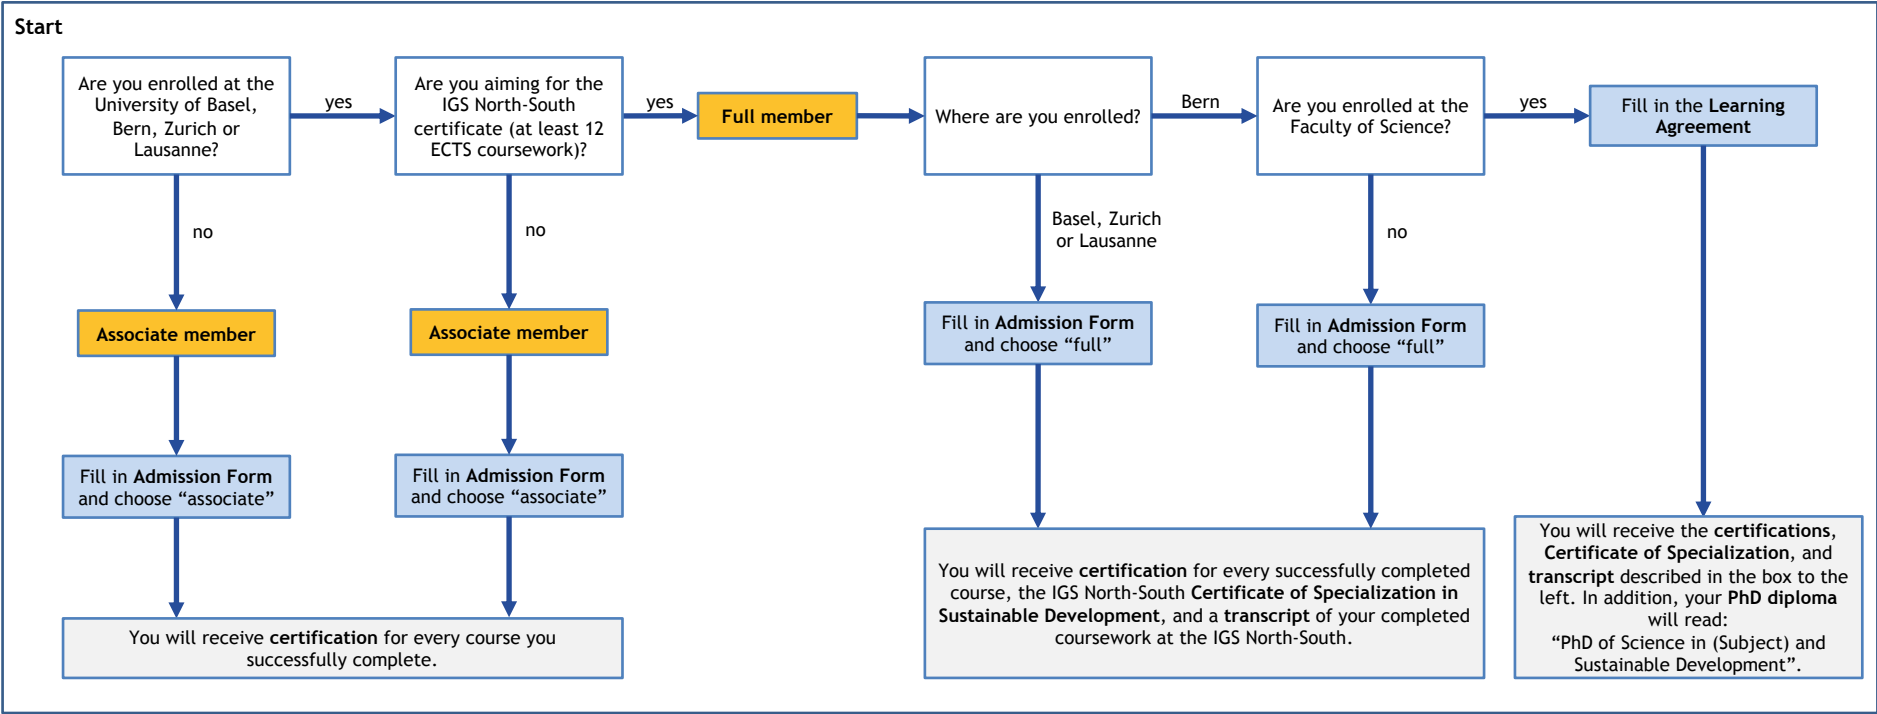 Start
Are you enrolled at the
University of Basel,
Bern, Zurich or
Lausanne?
yes
Are you aiming for the
IGS North-South
certificate (at least 12
ECTS coursework)?
yes
Full member
Where are you enrolled?
Bern
Are you enrolled at the
Faculty of Science?
yes
Fill in the Learning
Agreement
no
no
Basel, Zurich
or Lausanne
no
Associate member
Associate member
Fill in Admission Form
and choose “full”
Fill in Admission Form
and choose “full”
Fill in Admission Form
and choose “associate”
Fill in Admission Form
and choose “associate”
You will receive certification for every course you
successfully complete.
You will receive certification for every successfully completed
course, the IGS North-South Certificate of Specialization in
Sustainable Development, and a transcript of your completed
coursework at the IGS North-South.
You will receive the certifications,
Certificate of Specialization, and
transcript described in the box to the
left. In addition, your PhD diploma
will read:
“PhD of Science in (Subject) and
Sustainable Development”.